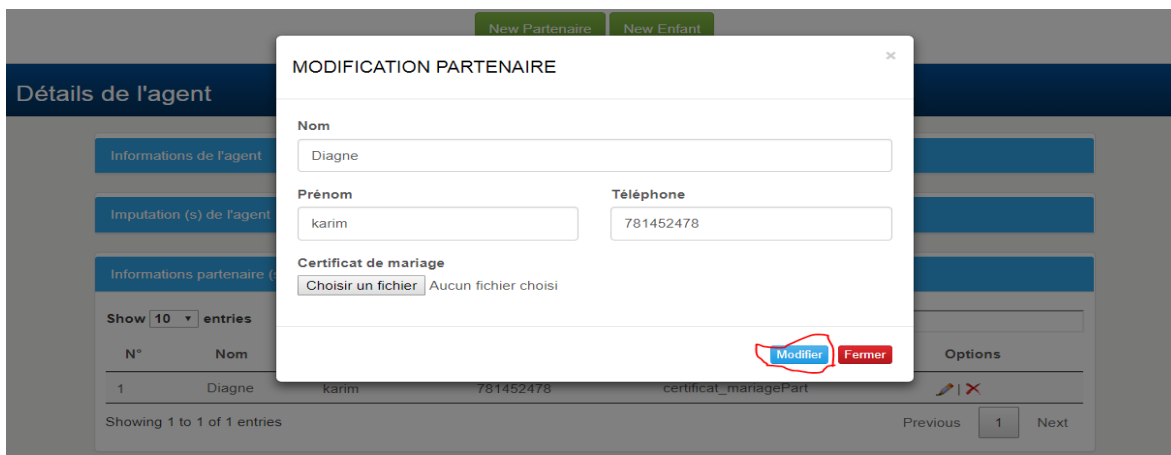 New Partenaire New Enfant
MODIFICATION PARTENAIRE ×
Détails de l'agent
Nom
Informations de l'agent
Diagne
Prénom Téléphone
Imputation (s) de l'agent
karim 781452478
Certificat de mariage
Informations partenaire (
Choisir un fichier Aucun fichier choisi
Show 10 entries
Modifier Fermer
N° Nom Options
1 Diagne karim 781452478 certificat_mariagePart
Showing 1 to 1 of 1 entries Previous 1 Next